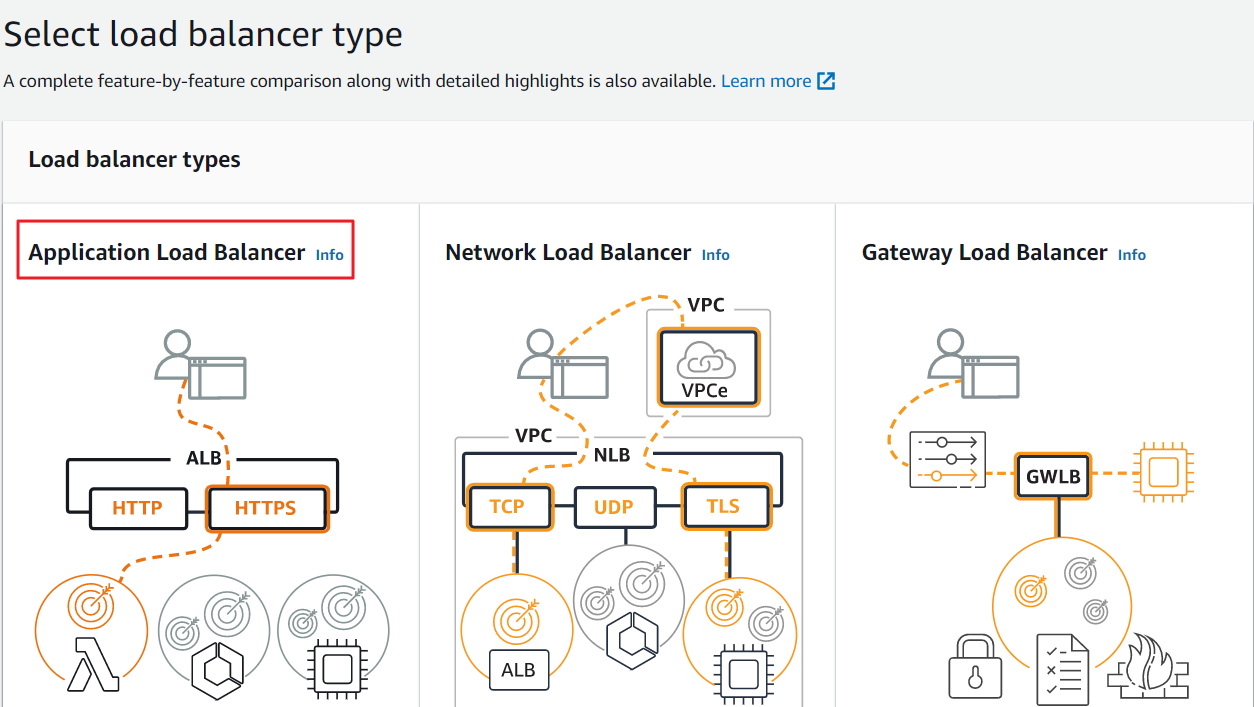 Select load balancer type
A complete feature-by-feature comparison along with detailed highlights is also available. Learn more
Load balancer types
Application Load Balancer Info
ALB
HTTP
HTTPS
Network Load Balancer Info
VPC
VPCe
VPC
NLB
TCP
UDP
TLS
ALB
Gateway Load Balancer Info
GWLB